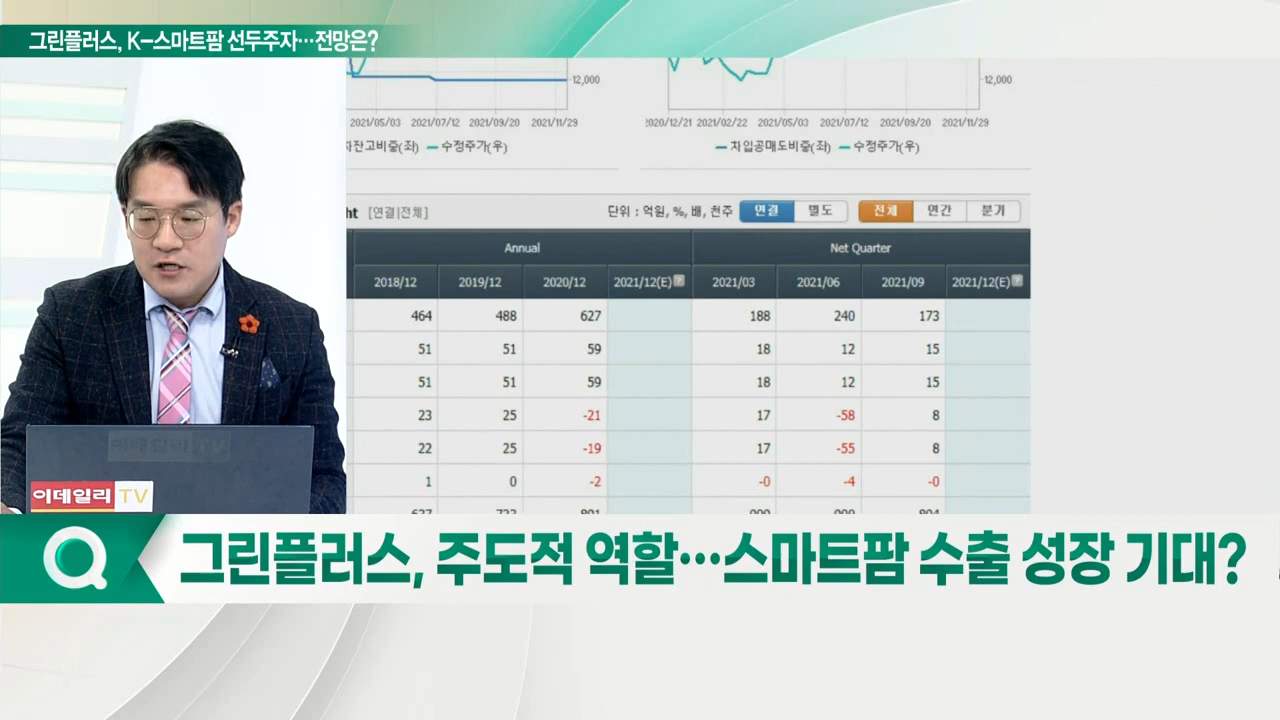 그린플러스, K-스마트팜 선두주자…전망은?
12,000
12,000
2021/05/03 2021/07/12 2021/09/20 2021/11/29
2020/12/21 2021/02/22 2021/05/03 2021/07/12 2021/09/20 2021/11/29
자잔고비중(좌) 수정주가(우)
차입공매도비중(좌) 수정주가(우)
ht [연결|전체]
단위 : 억원, %, 배, 천주 연결 별도 전체 연간 분기
Annual Net Quarter
2018/12 2019/12 2020/12 2021/12(E)? 2021/03 2021/06 2021/09 2021/12(E)?
464 488 627 188 240 173
51 51 59 18 12 15
51 51 59 18 12 15
23 25 -21 17 -58 8
22 25 -19 17 -55 8
1 0 -2 -0 -4 -0
이데일리 TV
그린플러스, 주도적 역할…스마트팜 수출 성장 기대?